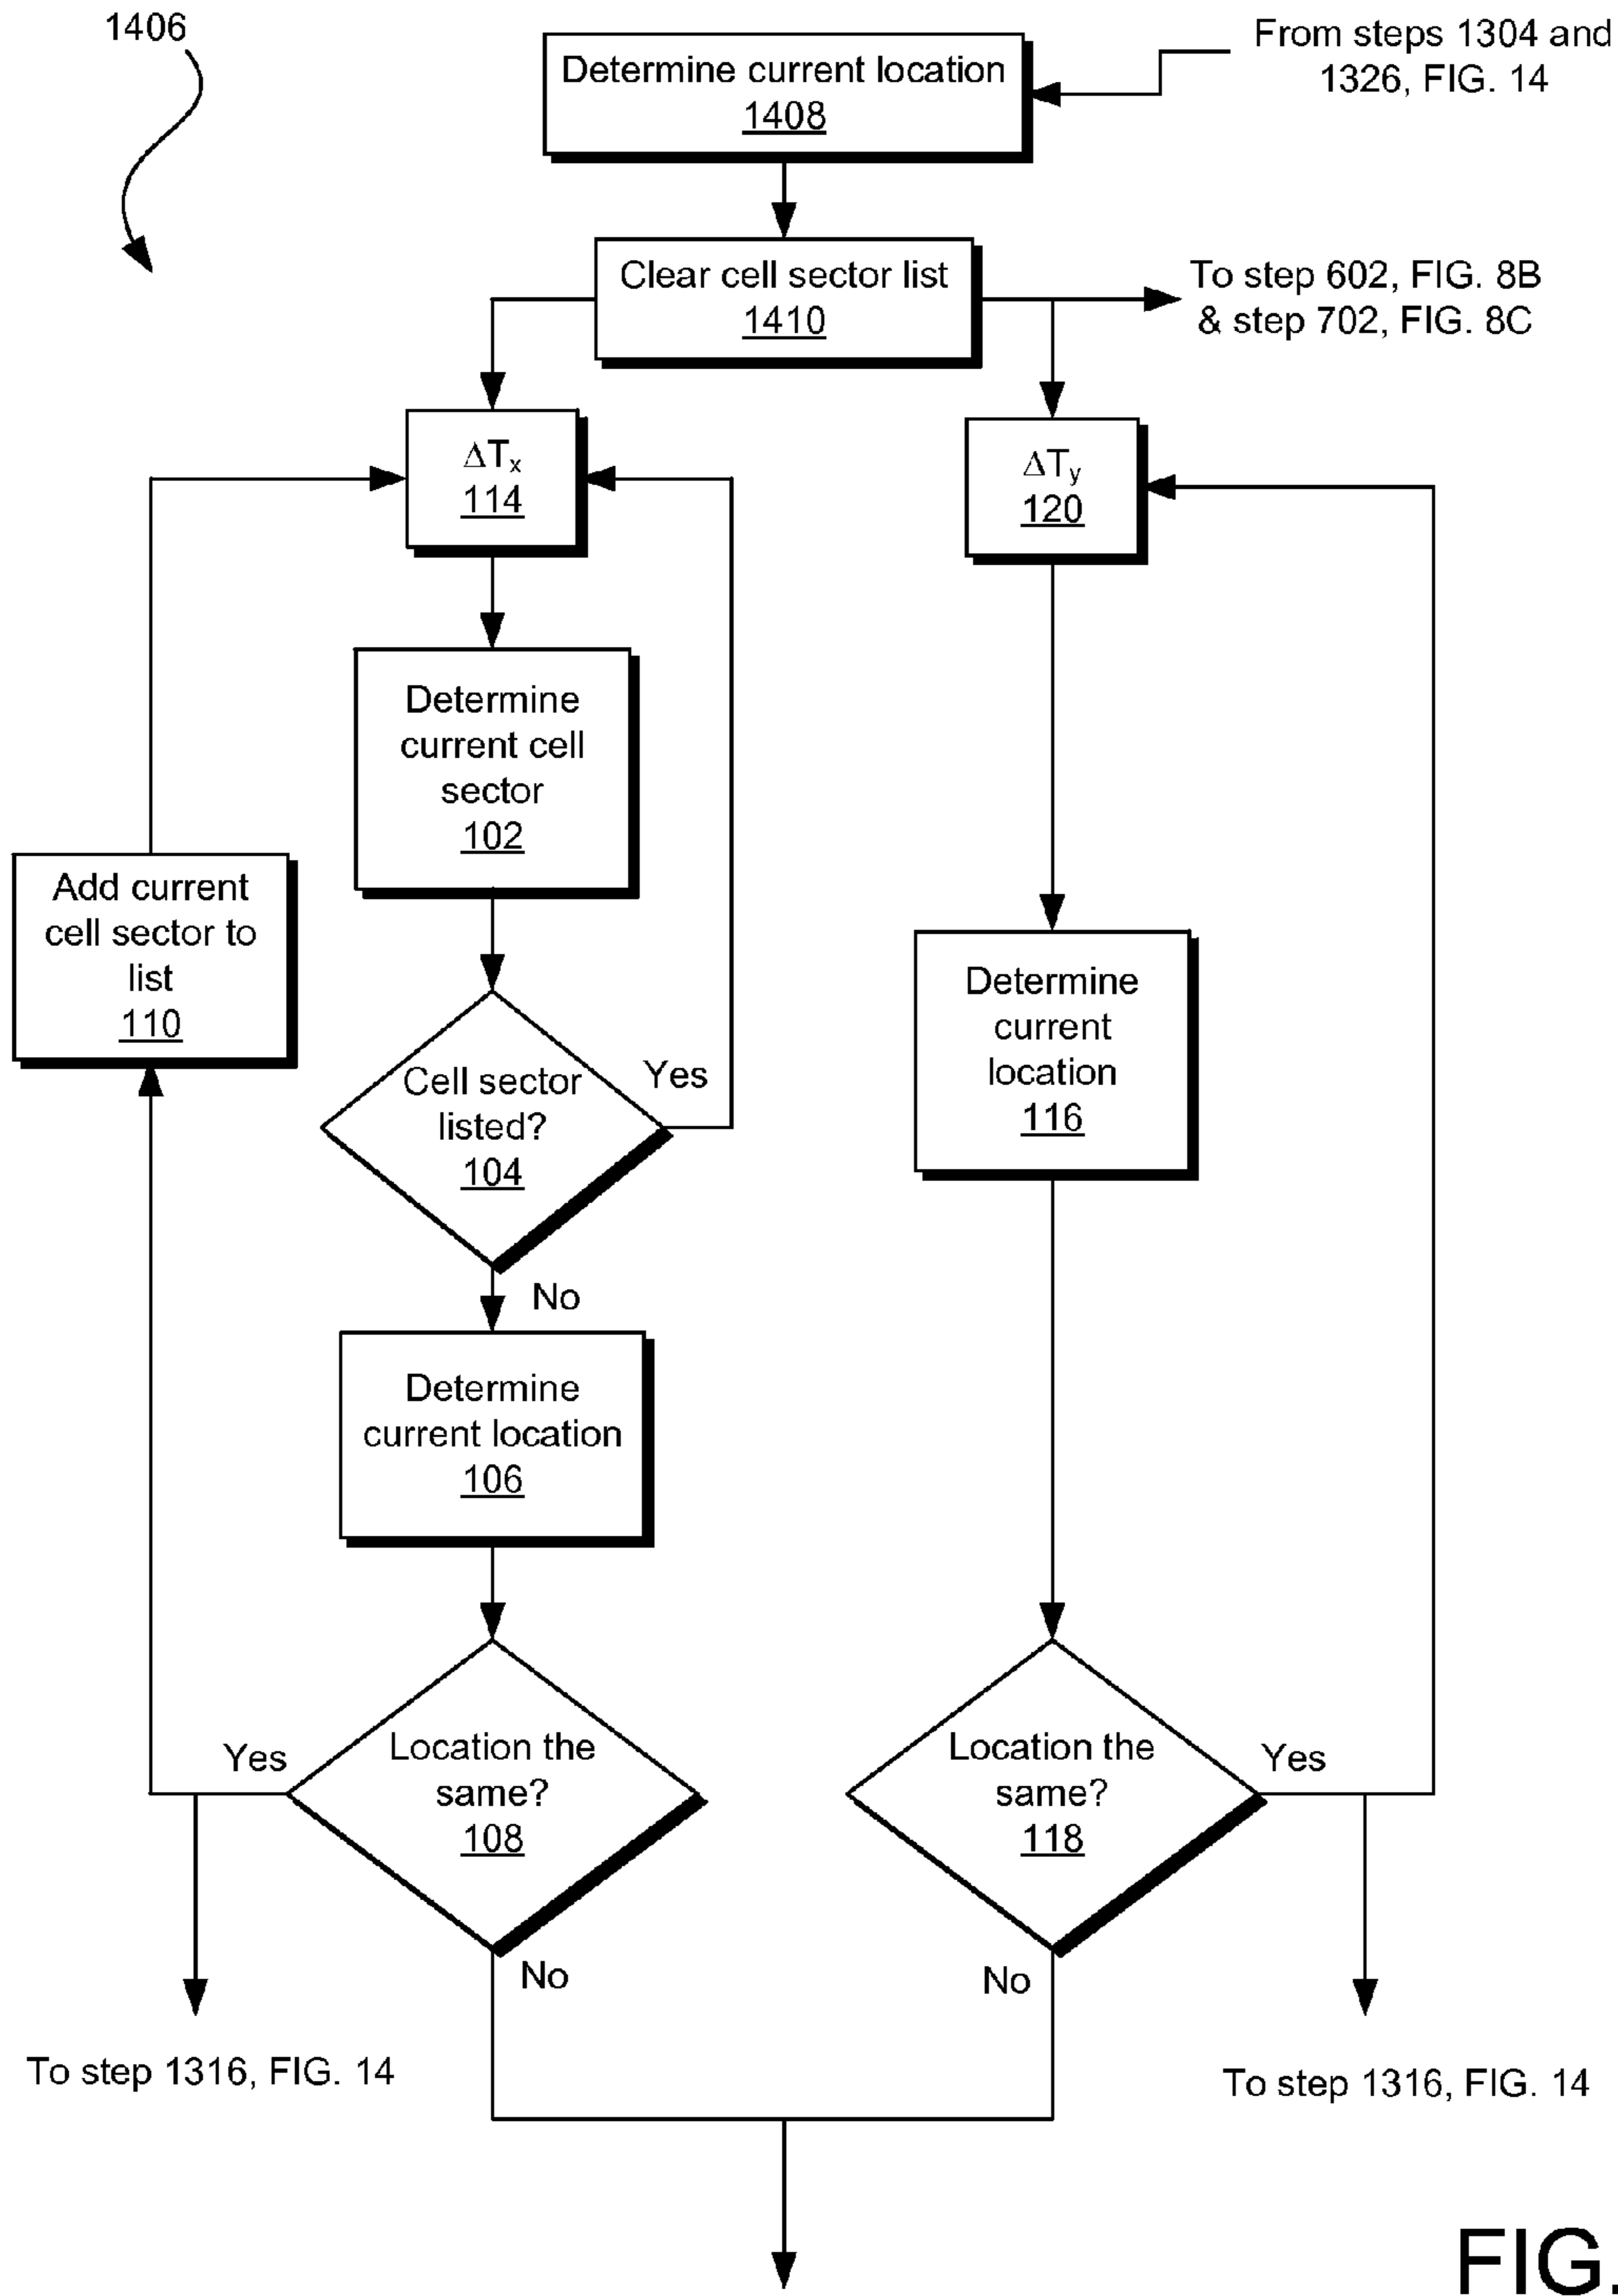 1406
Determine current location
1408
From steps 1304 and
1326, FIG. 14
Clear cell sector list
1410
To step 602, FIG. 8B
& step 702, FIG. 8C
ΔTx
114
ΔTy
120
Determine
current cell
sector
102
Add current
cell sector to
list
110
Cell sector
listed?
104
Yes
No
Determine
current
location
116
Determine
current location
106
Location the
same?
108
Yes
No
Location the
same?
118
Yes
No
To step 1316, FIG. 14
To step 1316, FIG. 14
FIG.